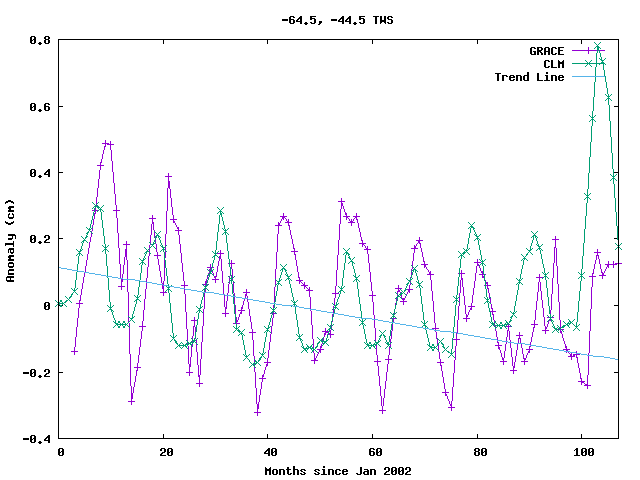 -64.5, -44.5 TWS
GRACE
CLM
Trend Line
0.8
0.6
0.4
0.2
0
-0.2
-0.4
Anomaly (cm)
0 20 40 60 80 100
Months since Jan 2002